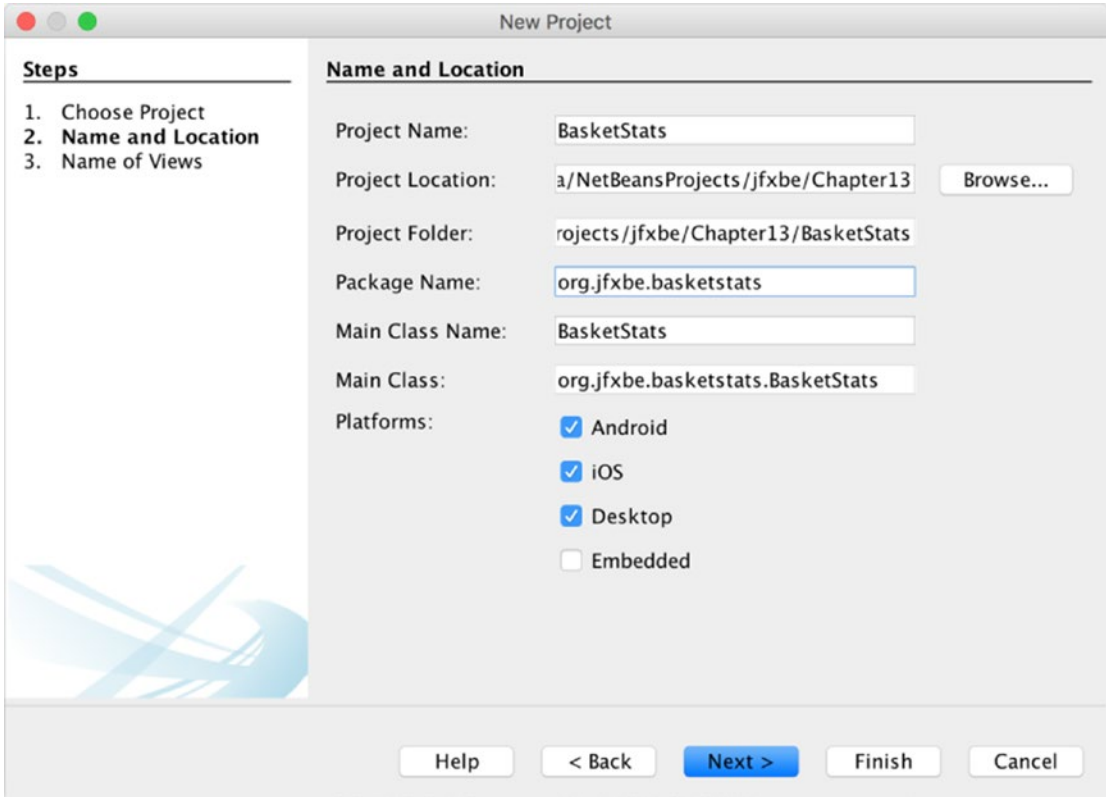 New Project
Steps
1. Choose Project
2. Name and Location
3. Name of Views
Name and Location
Project Name: BasketStats
Project Location: a/NetBeansProjects/jfxbe/Chapter13 Browse...
Project Folder: rojects/jfxbe/Chapter13/BasketStats
Package Name: org.jfxbe.basketstats
Main Class Name: BasketStats
Main Class: org.jfxbe.basketstats.BasketStats
Platforms: Android
iOS
Desktop
Embedded
Help < Back Next > Finish Cancel